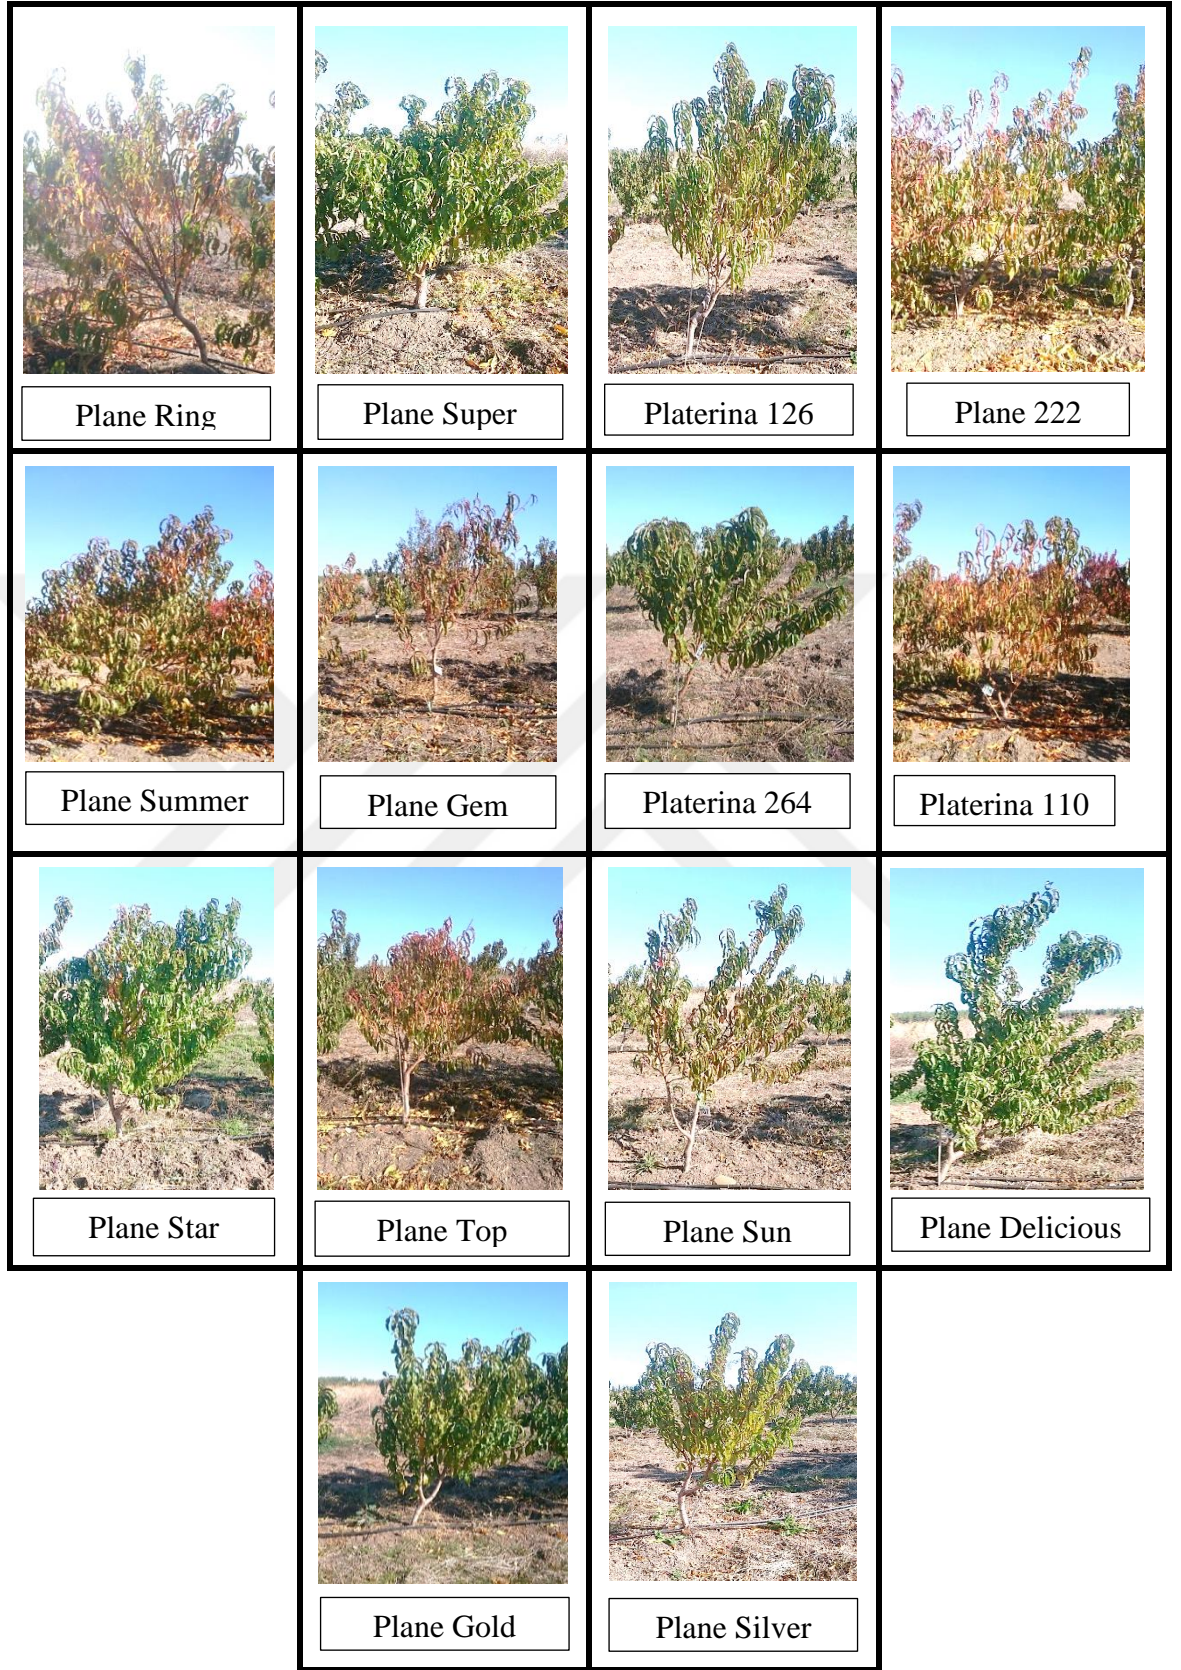 Plane Ring
Plane Super
Platerina 126
Plane 222
Plane Summer
Plane Gem
Platerina 264
Platerina 110
Plane Star
Plane Top
Plane Sun
Plane Delicious
Plane Gold
Plane Silver